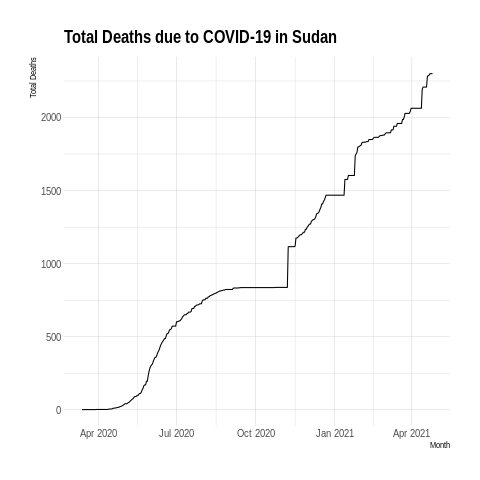 Total Deaths due to COVID-19 in Sudan
Total Deaths
2000
1500
1000
500
0
Apr 2020 Jul 2020 Oct 2020 Jan 2021 Apr 2021
Month